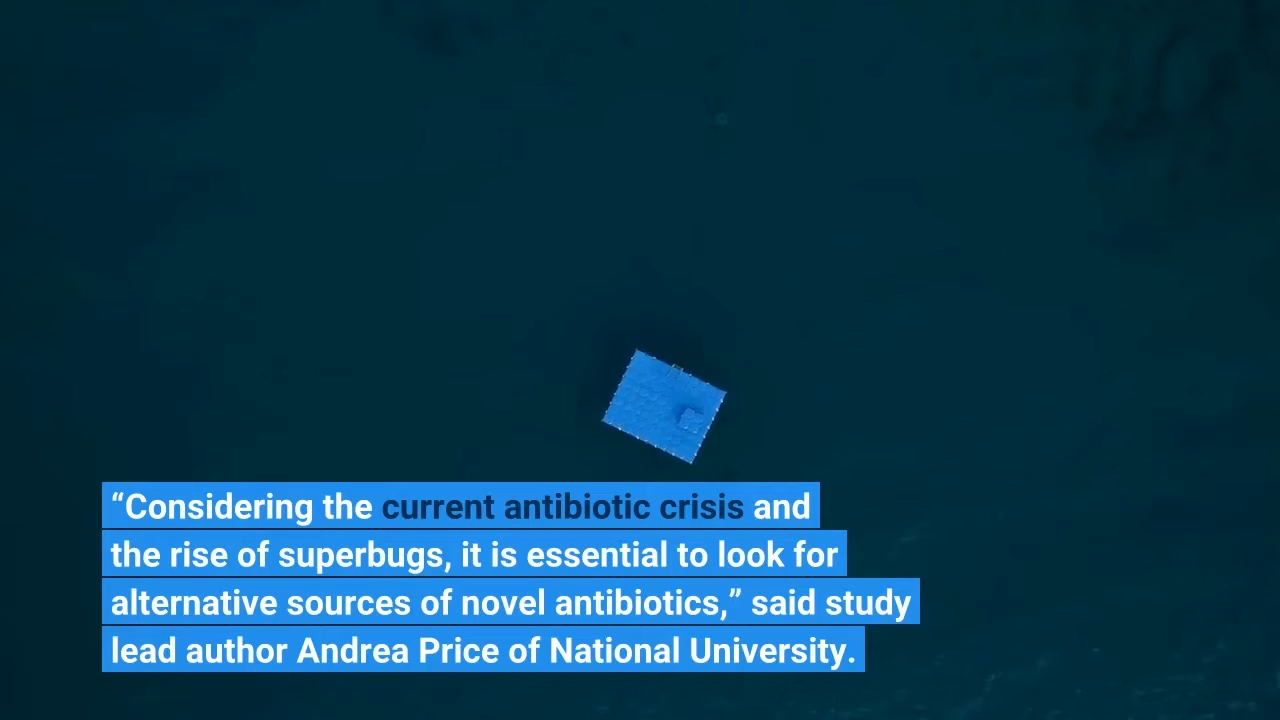 “Considering the current antibiotic crisis and
the rise of superbugs, it is essential to look for
alternative sources of novel antibiotics,” said study
lead author Andrea Price of National University.